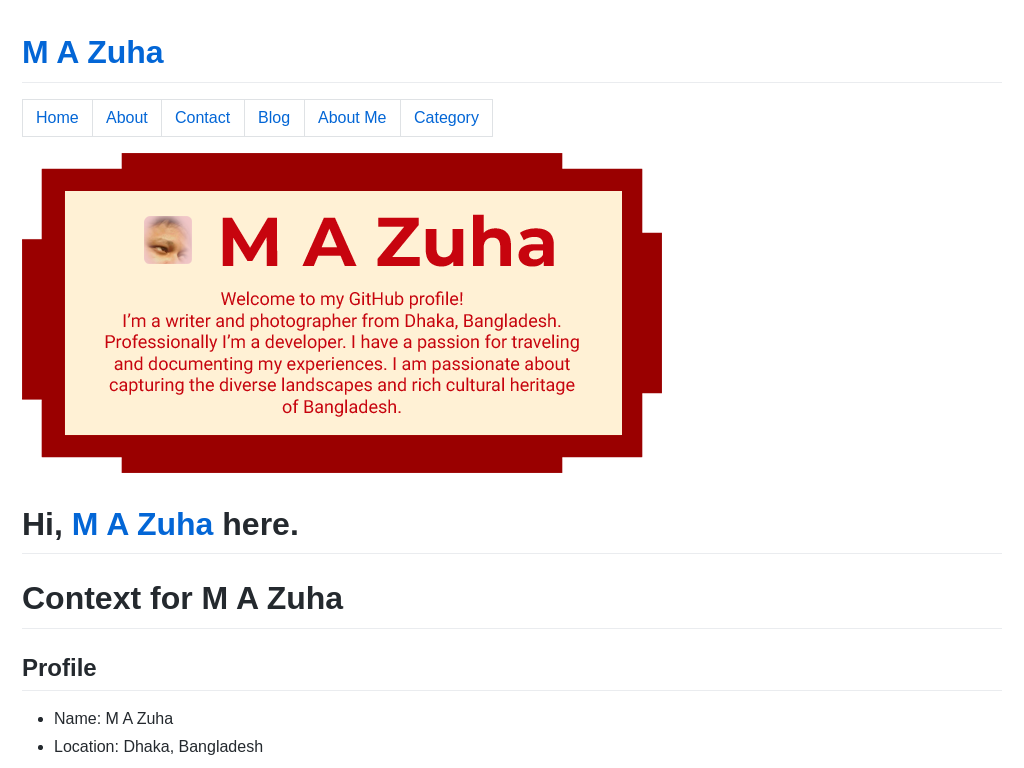 M A Zuha
Home About Contact Blog About Me Category
M A Zuha
Welcome to my GitHub profile!
I’m a writer and photographer from Dhaka, Bangladesh.
Professionally I’m a developer. I have a passion for traveling
and documenting my experiences. I am passionate about
capturing the diverse landscapes and rich cultural heritage
of Bangladesh.
Hi, M A Zuha here.
Context for M A Zuha
Profile
Name: M A Zuha
Location: Dhaka, Bangladesh